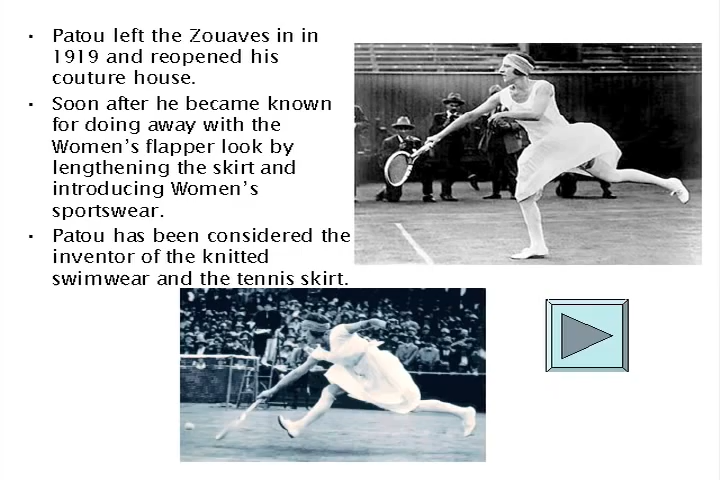 • Patou left the Zouaves in in
1919 and reopened his
couture house.
• Soon after he became known
for doing away with the
Women's flapper look by
lengthening the skirt and
introducing Women's
sportswear.
• Patou has been considered the
inventor of the knitted
swimwear and the tennis skirt.